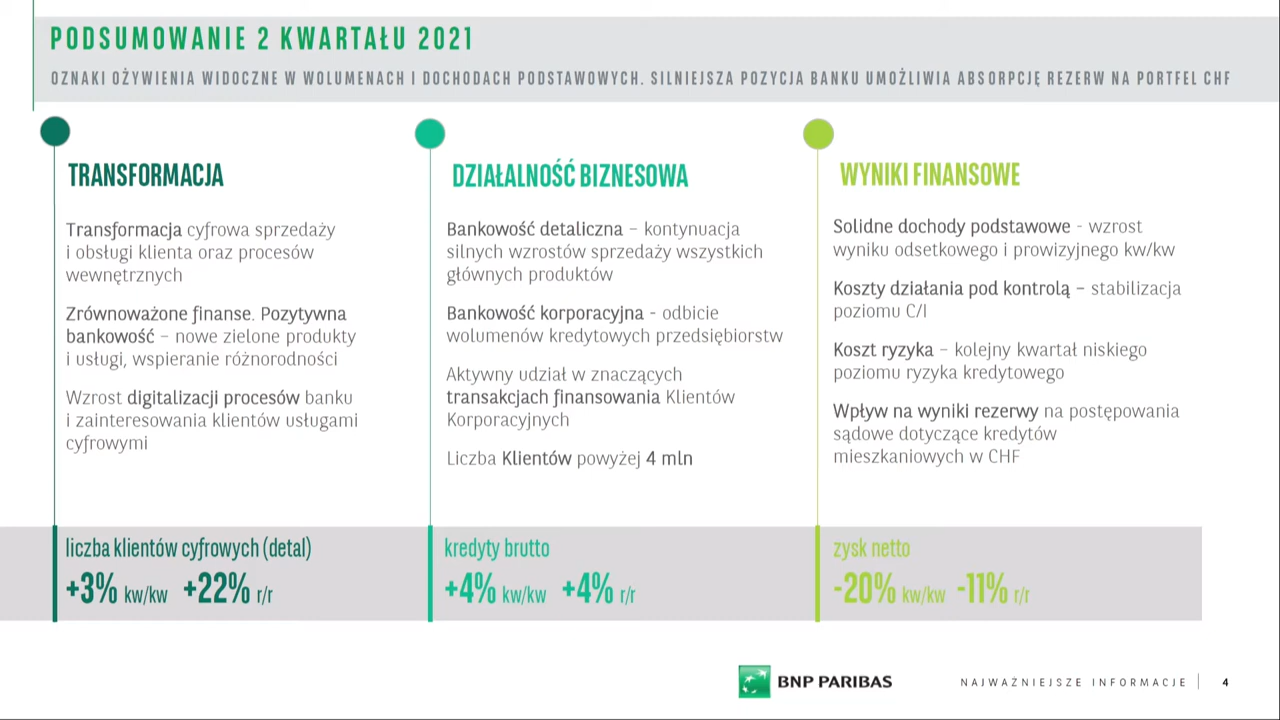 PODSUMOWANIE 2 KWARTAŁU 2021
OZNAKI OŻYWIENIA WIDOCZNE W WOLUMENACH I DOCHODACH PODSTAWOWYCH. SILNIEJSZA POZYCJA BANKU UMOŻLIWIA ABSORPCJĘ REZERW NA PORTFEL CHF
TRANSFORMACJA
Transformacja cyfrowa sprzedaży
i obsługi klienta oraz procesów
wewnętrznych
Zrównoważone finanse. Pozytywna
bankowość – nowe zielone produkty
i usługi, wspieranie różnorodności
Wzrost digitalizacji procesów banku
i zainteresowania klientów usługami
cyfrowymi
liczba klientów cyfrowych (detal)
+3% kw/kw +22% r/r
DZIAŁALNOŚĆ BIZNESOWA
Bankowość detaliczna – kontynuacja
silnych wzrostów sprzedaży wszystkich
głównych produktów
Bankowość korporacyjna - odbicie
wolumenów kredytowych przedsiębiorstw
Aktywny udział w znaczących
transakcjach finansowania Klientów
Korporacyjnych
Liczba Klientów powyżej 4 mln
kredyty brutto
+4% kw/kw +4% r/r
WYNIKI FINANSOWE
Solidne dochody podstawowe - wzrost
wyniku odsetkowego i prowizyjnego kw/kw
Koszty działania pod kontrolą – stabilizacja
poziomu C/I
Koszt ryzyka – kolejny kwartał niskiego
poziomu ryzyka kredytowego
Wpływ na wyniki rezerwy na postępowania
sądowe dotyczące kredytów
mieszkaniowych w CHF
zysk netto
-20% kw/kw -11% r/r
BNP PARIBAS
NAJWAŻNIEJSZE INFORMACJE
4